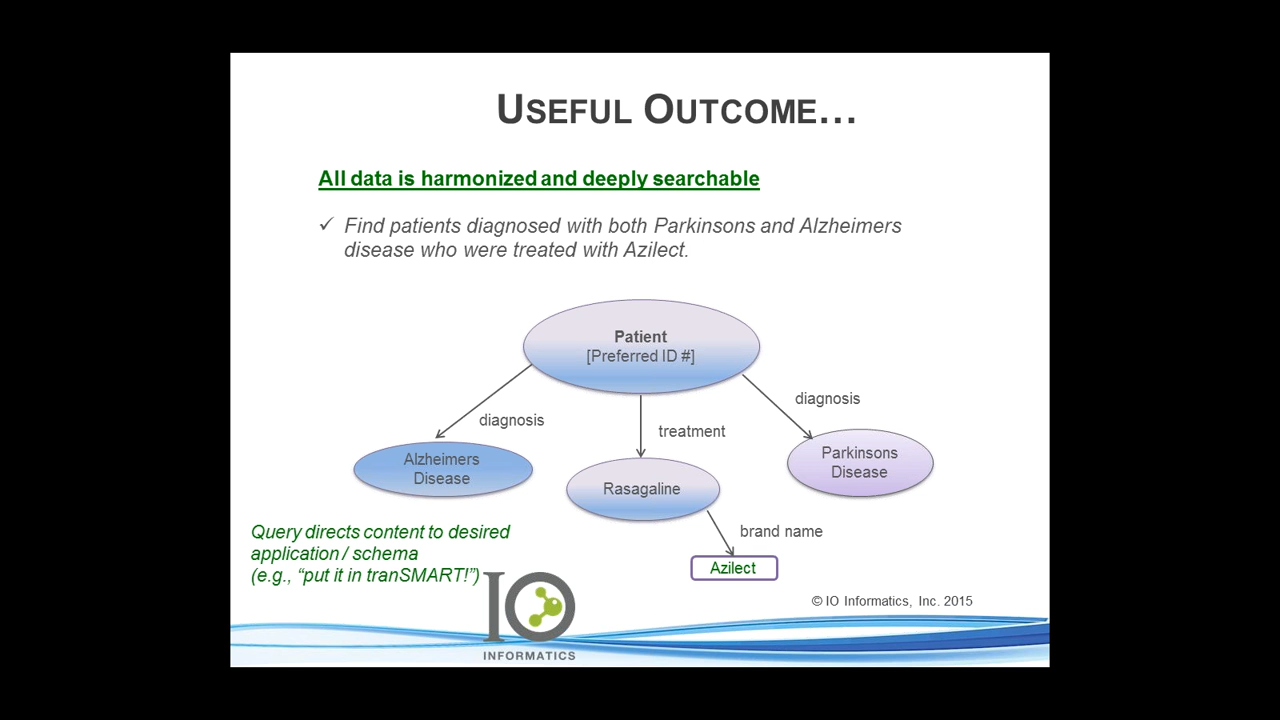 USEFUL OUTCOME…
All data is harmonized and deeply searchable
✓ Find patients diagnosed with both Parkinsons and Alzheimers
disease who were treated with Azilect.
Patient
[Preferred ID #]
diagnosis
treatment
diagnosis
Alzheimers
Disease
Rasagaline
Parkinsons
Disease
brand name
Azilect
Query directs content to desired
application / schema
(e.g., “put it in tranSMART!”)
IO
INFORMATICS
© IO Informatics, Inc. 2015